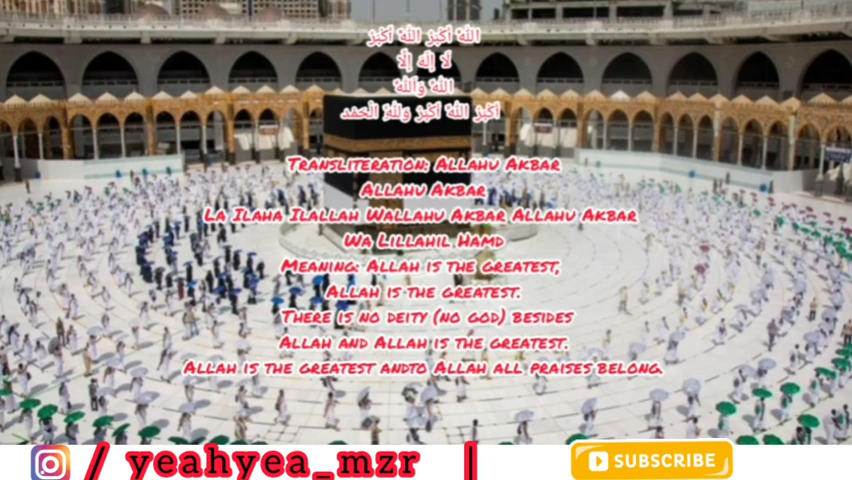 اللّٰهُ أَكْبَرُ اللّٰهُ أَكْبَرُ
لَا إِلٰهَ إِلَّا
اللّٰهُ وَاللّٰهُ
أَكْبَرُ اللّٰهُ أَكْبَرُ وَلِلّٰهِ الْحَمْد
Transliteration: Allahu Akbar
Allahu Akbar
La Ilaha Ilallah Wallahu Akbar Allahu Akbar
Wa Lillahil Hamd
Meaning: Allah is the greatest,
Allah is the greatest.
There is no deity (no god) besides
Allah and Allah is the greatest.
Allah is the greatest andto Allah all praises belong.
/ yeahyea_mzr |
SUBSCRIBE